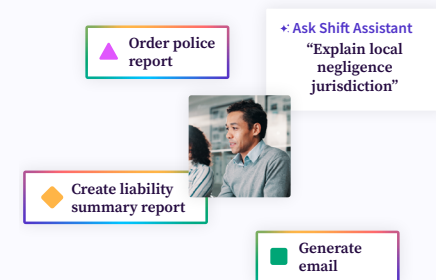 Order police
report
Ask Shift Assistant
“Explain local
negligence
jurisdiction”
Create liability
summary report
Generate
email